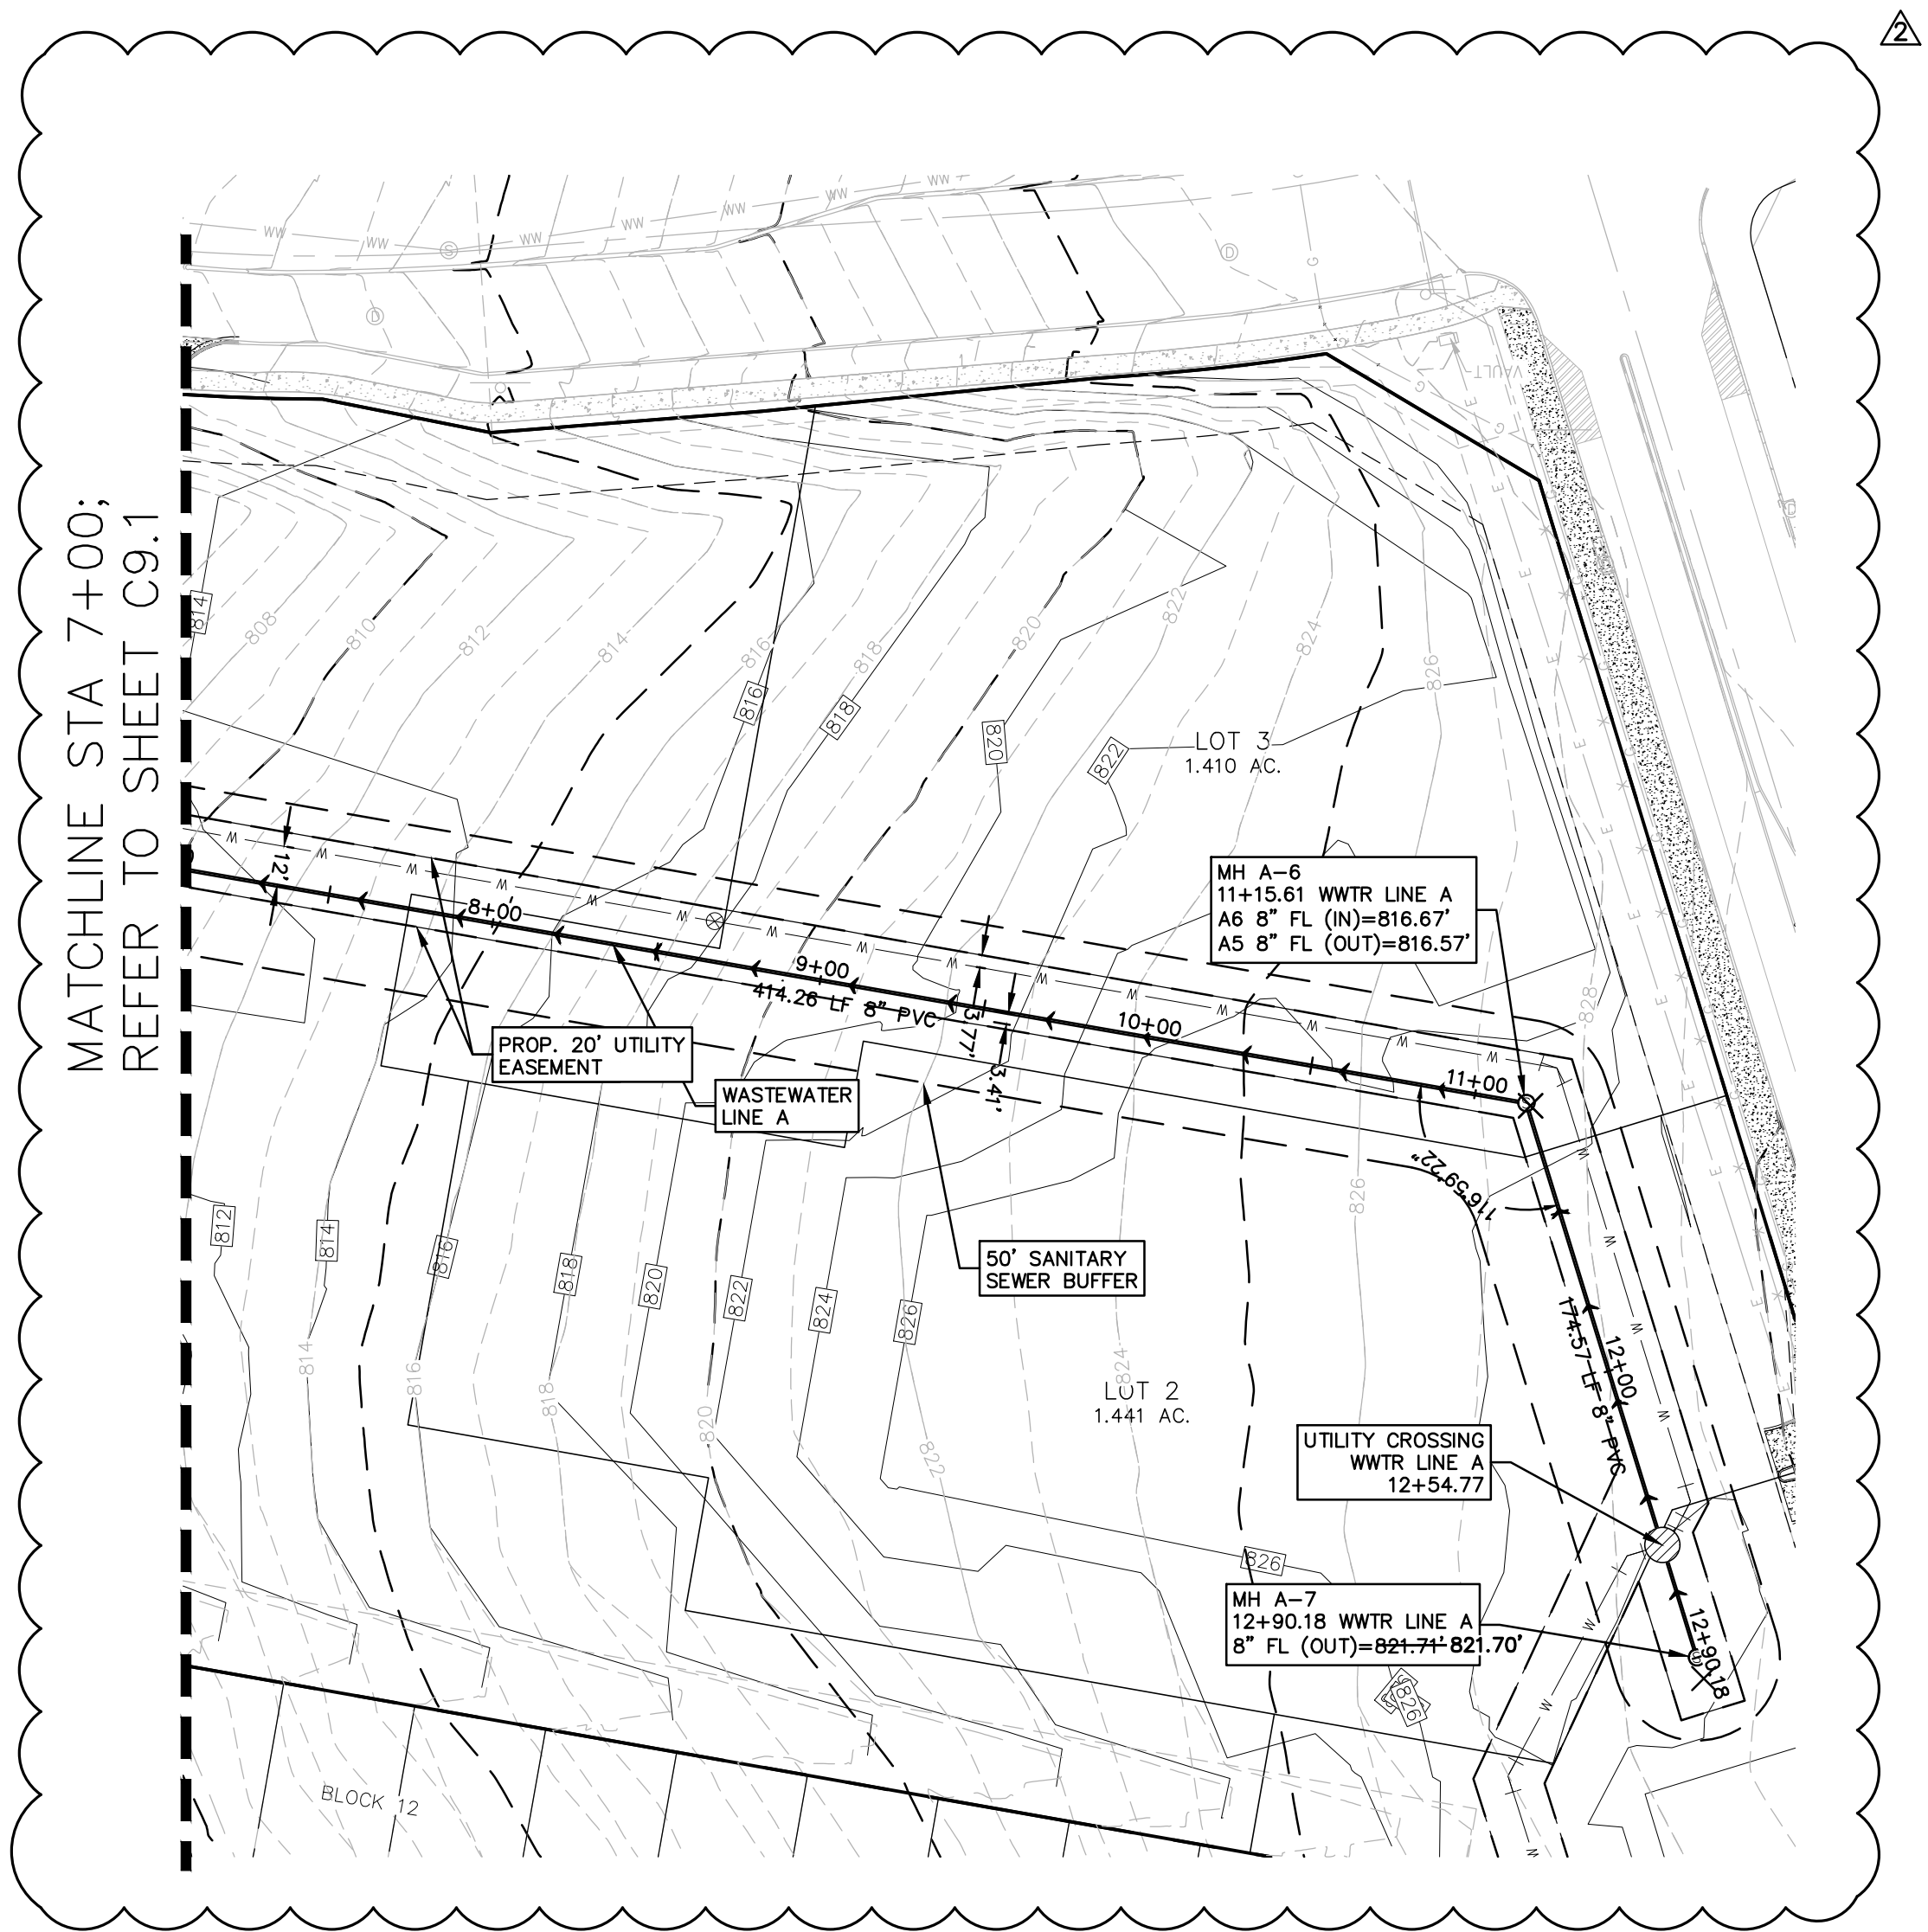 2
MATCHLINE STA 7+00;
REFER TO SHEET C9.1
WW
WW
S
WW
WW
WW
WW
WW
D
D
G
G
VAULT
D
814
808
810
812
814
816
818
820
822
824
826
816
818
820
822
LOT 3
1.410 AC.
12'
8+00
9+00
414.26 LF 8" PVC
10+00
11+00
3.77'
3.41'
MH A-6
11+15.61 WWTR LINE A
A6 8" FL (IN)=816.67'
A5 8" FL (OUT)=816.57'
828
PROP. 20' UTILITY
EASEMENT
WASTEWATER
LINE A
50' SANITARY
SEWER BUFFER
116°59'22"
826
812
814
816
818
820
822
824
826
814
816
818
820
822
824
LOT 2
1.441 AC.
174.57 LF 8" PVC
12+00
UTILITY CROSSING
WWTR LINE A
12+54.77
826
MH A-7
12+90.18 WWTR LINE A
8" FL (OUT)=821.71' 821.70'
12+90.18
826
BLOCK 12